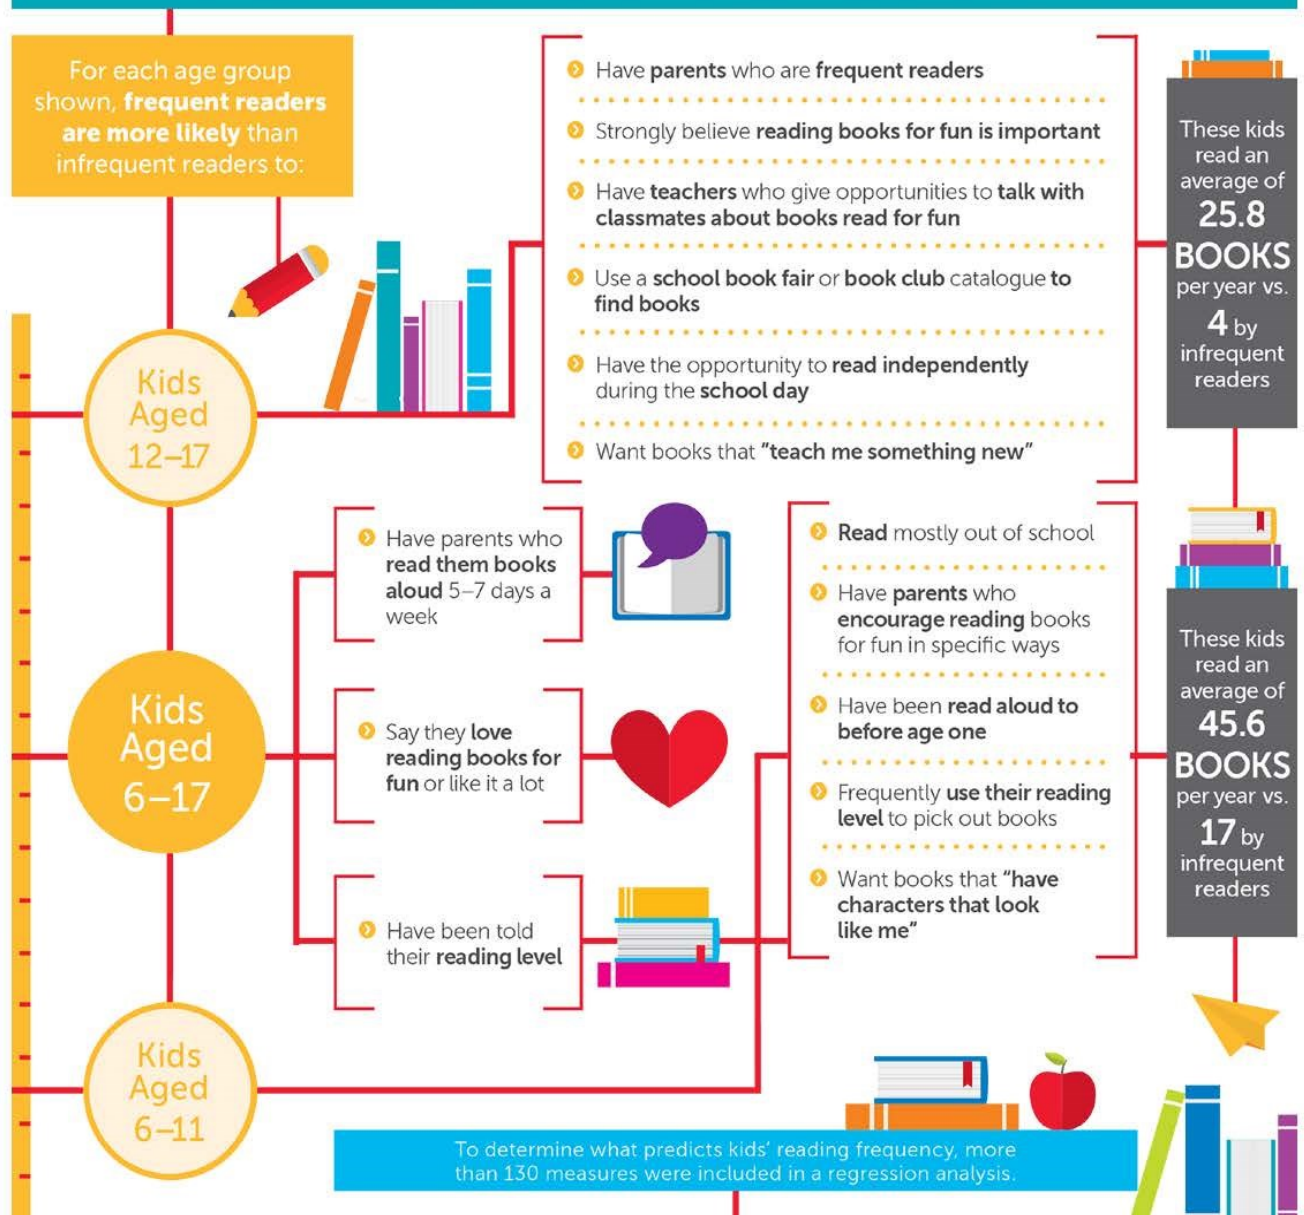 For each age group
shown, frequent readers
are more likely than
infrequent readers to:
Kids
Aged
12–17
Have parents who are frequent readers
Strongly believe reading books for fun is important
Have teachers who give opportunities to talk with
classmates about books read for fun
Use a school book fair or book club catalogue to
find books
Have the opportunity to read independently
during the school day
Want books that "teach me something new"
These kids
read an
average of
25.8
BOOKS
per year vs.
4 by
infrequent
readers
Kids
Aged
6–17
Have parents who
read them books
aloud 5–7 days a
week
Say they love
reading books for
fun or like it a lot
Have been told
their reading level
Kids
Aged
6–11
Read mostly out of school
Have parents who
encourage reading books
for fun in specific ways
Have been read aloud to
before age one
Frequently use their reading
level to pick out books
Want books that "have
characters that look
like me"
These kids
read an
average of
45.6
BOOKS
per year vs.
17 by
infrequent
readers
To determine what predicts kids' reading frequency, more
than 130 measures were included in a regression analysis.